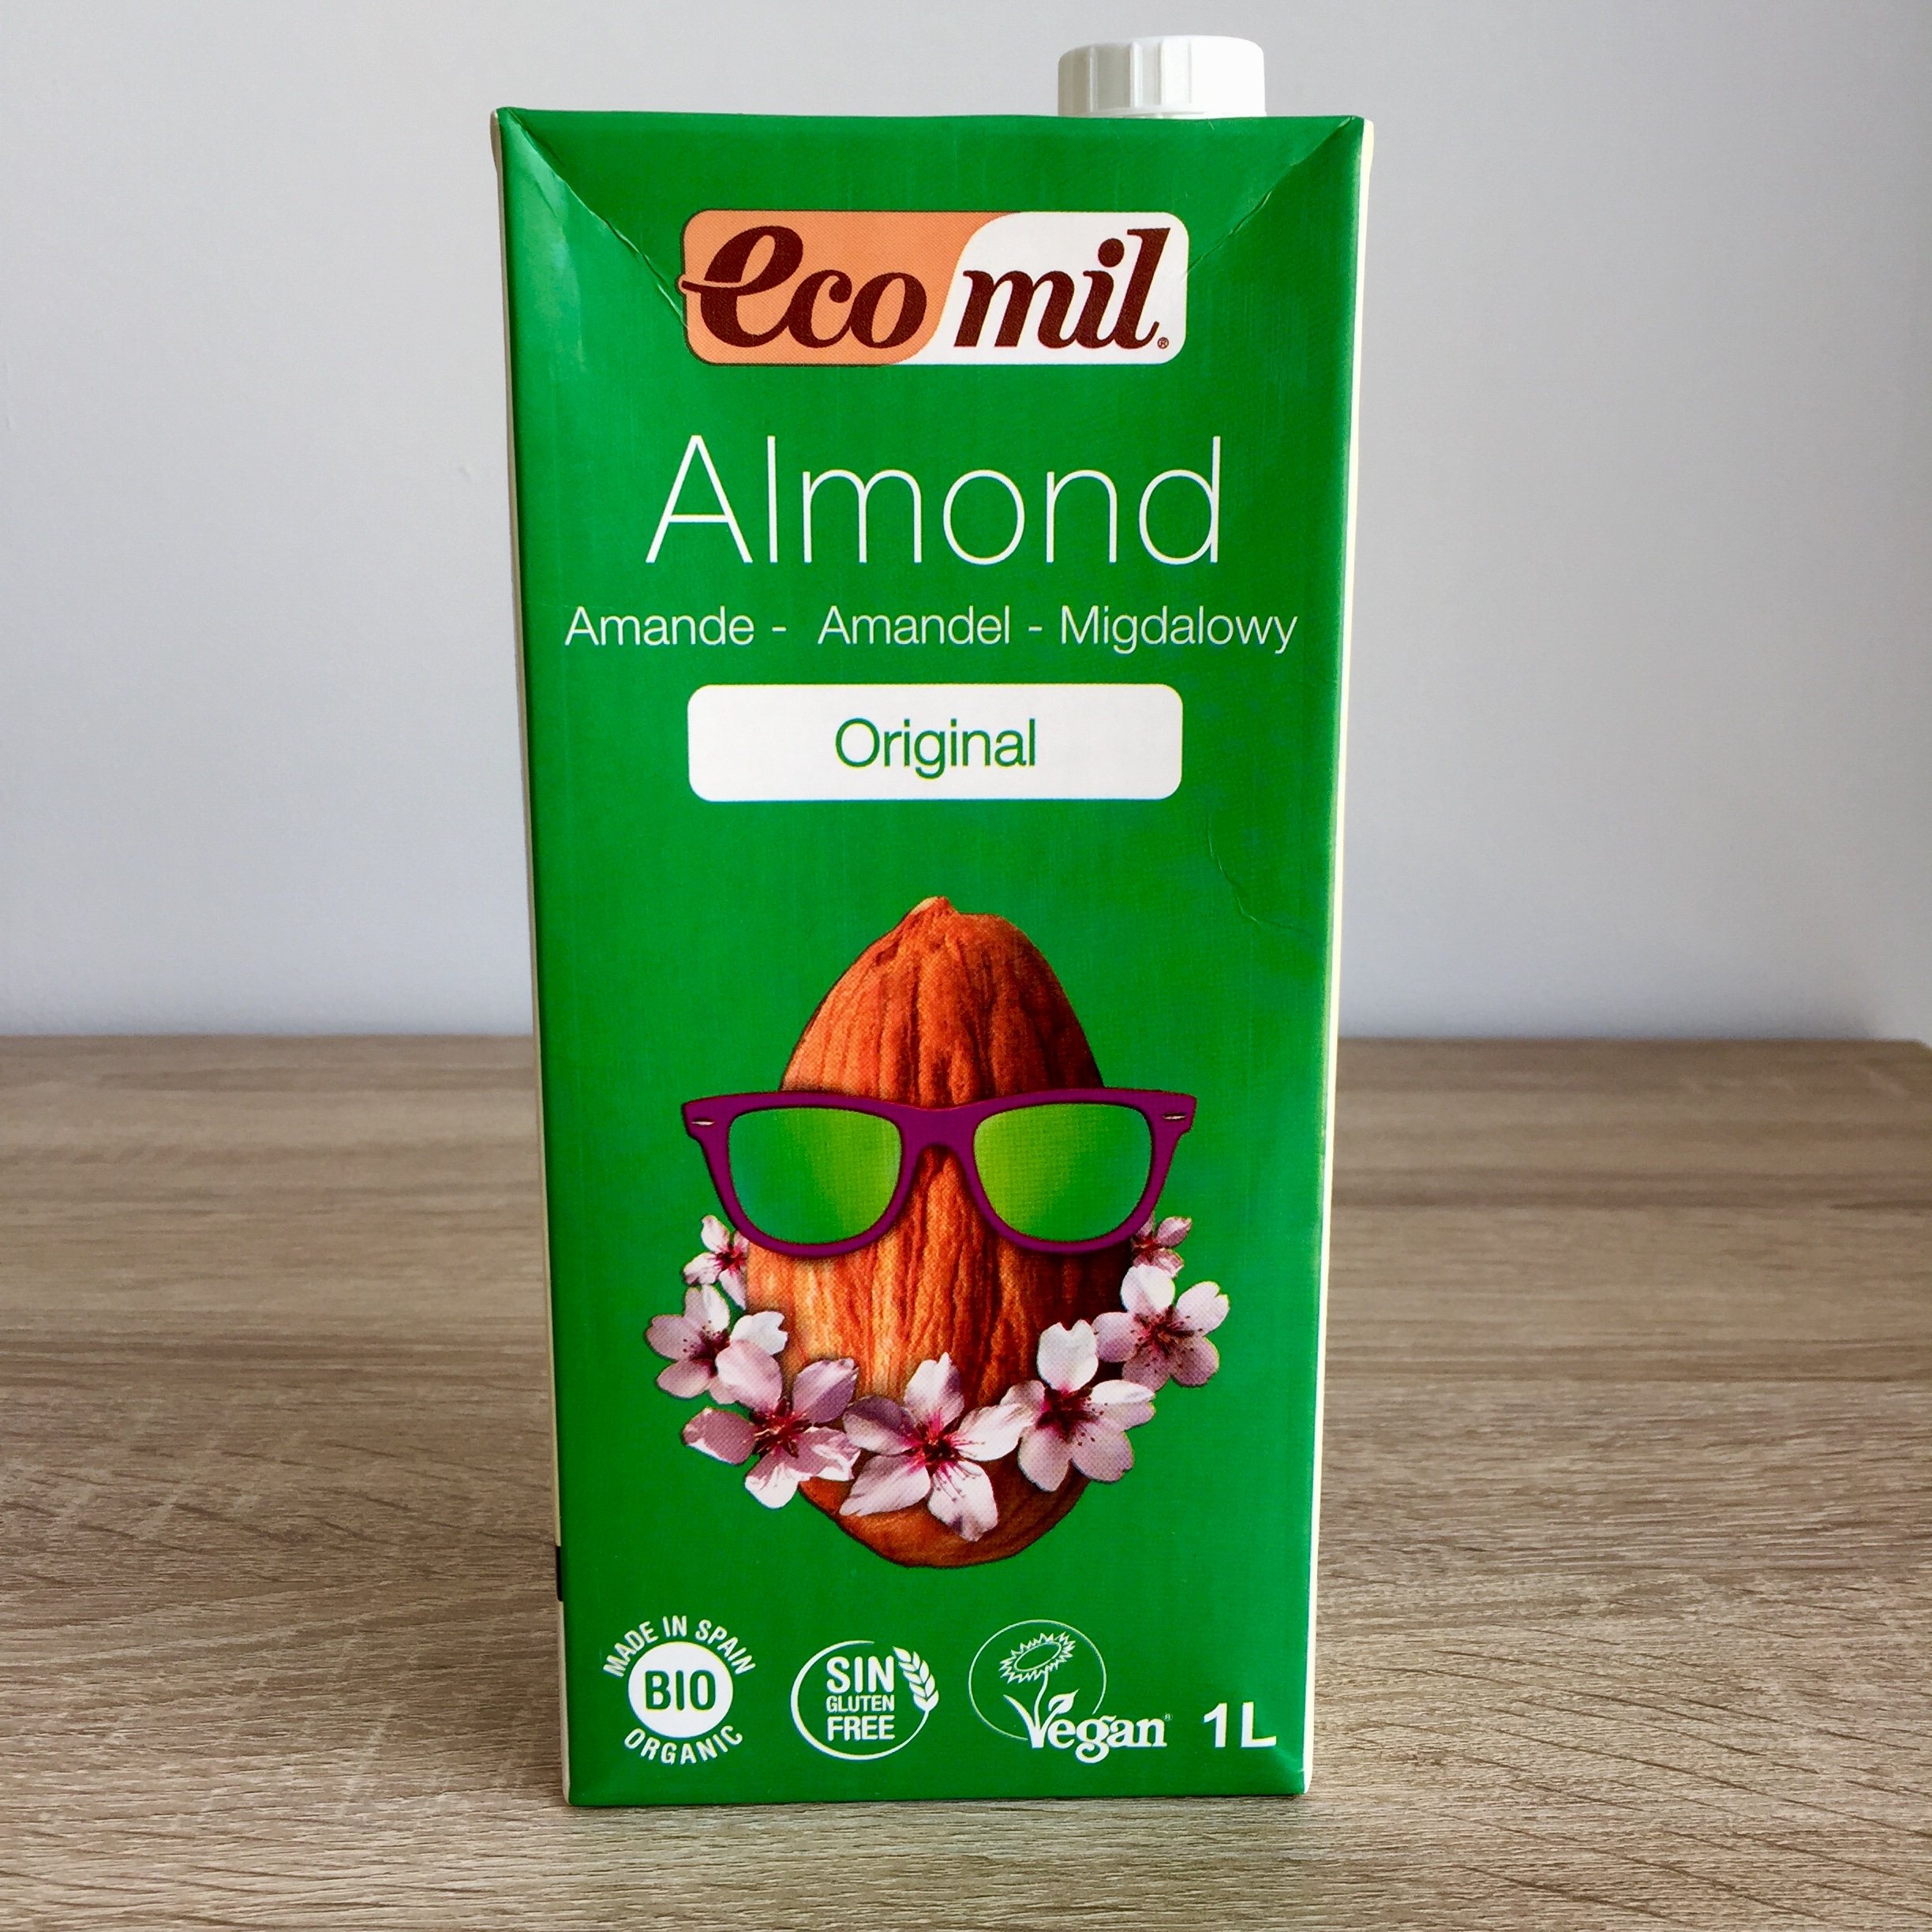 ecomil®
Almond
Amande - Amandel - Migdalowy
Original
MADE IN SPAIN
BIO
ORGANIC
SIN
GLUTEN
FREE
Vegan
1L